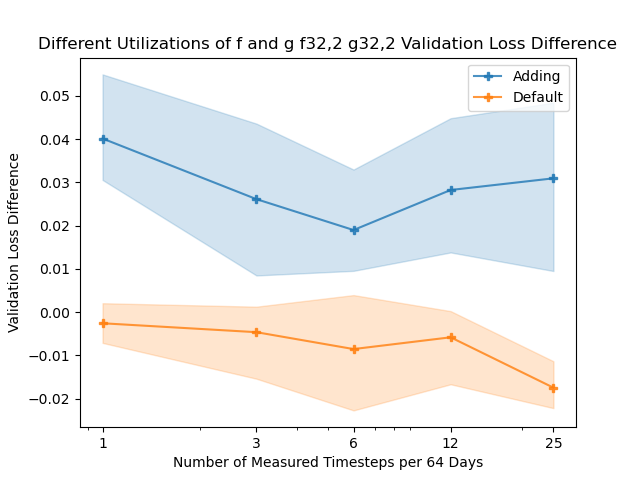 Different Utilizations of f and g f32,2 g32,2 Validation Loss Difference
Adding
Default
Validation Loss Difference
0.05
0.04
0.03
0.02
0.01
0.00
−0.01
−0.02
1
3
6
12
25
Number of Measured Timesteps per 64 Days